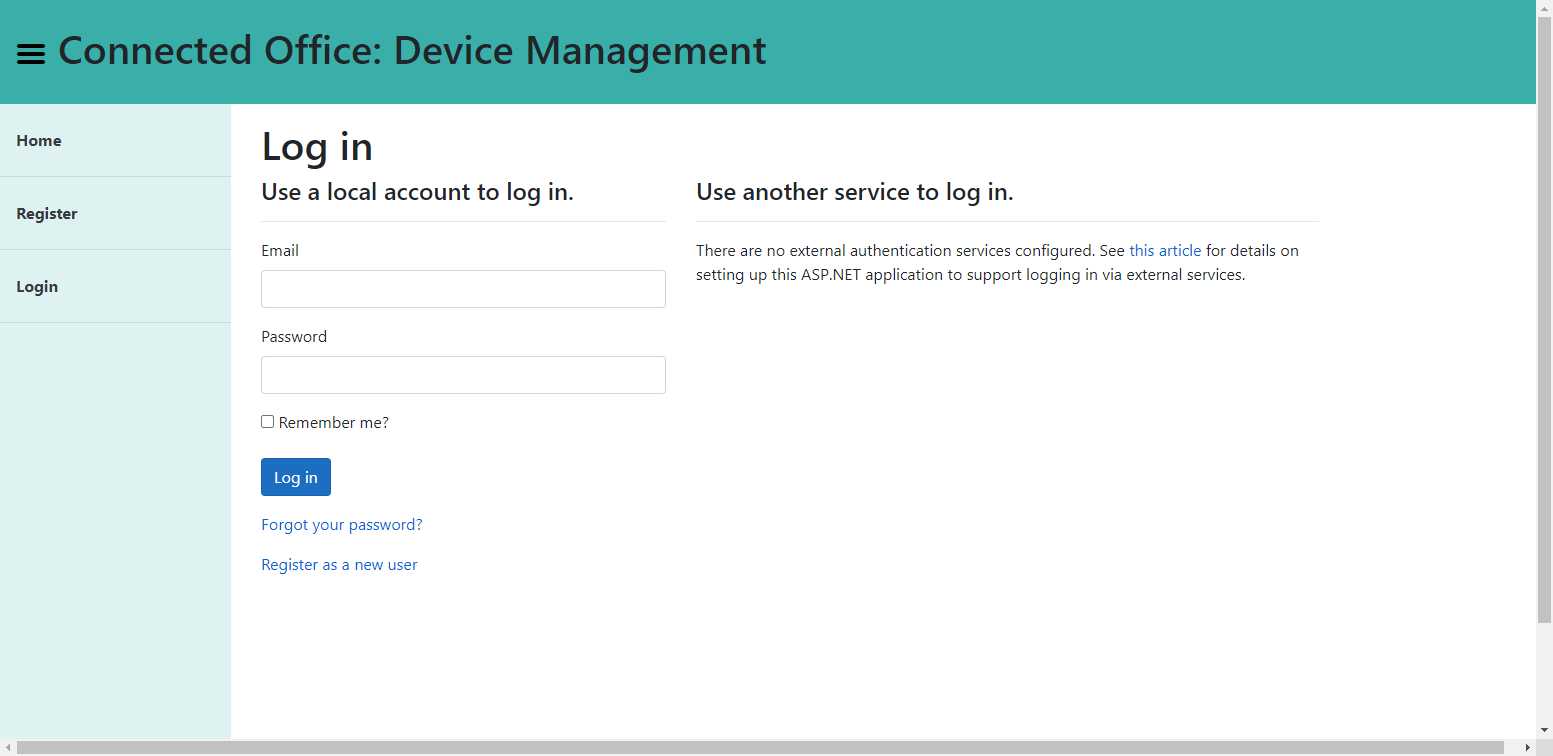 Connected Office: Device Management
Home
Register
Login
Log in
Use a local account to log in.
Email
Password
Remember me?
Log in
Forgot your password?
Register as a new user
Use another service to log in.
There are no external authentication services configured. See this article for details on
setting up this ASP.NET application to support logging in via external services.